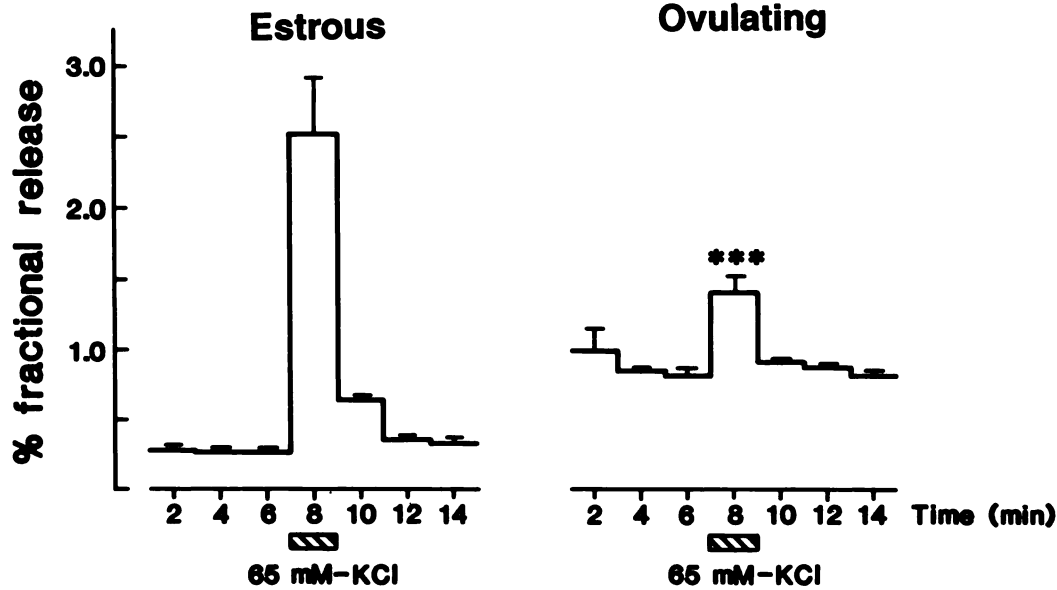 Estrous
Ovulating
% fractional release
3.0
2.0
1.0
***
2 4 6 8 10 12 14
2 4 6 8 10 12 14 Time (min)
65 mM-KCl
65 mM-KCl